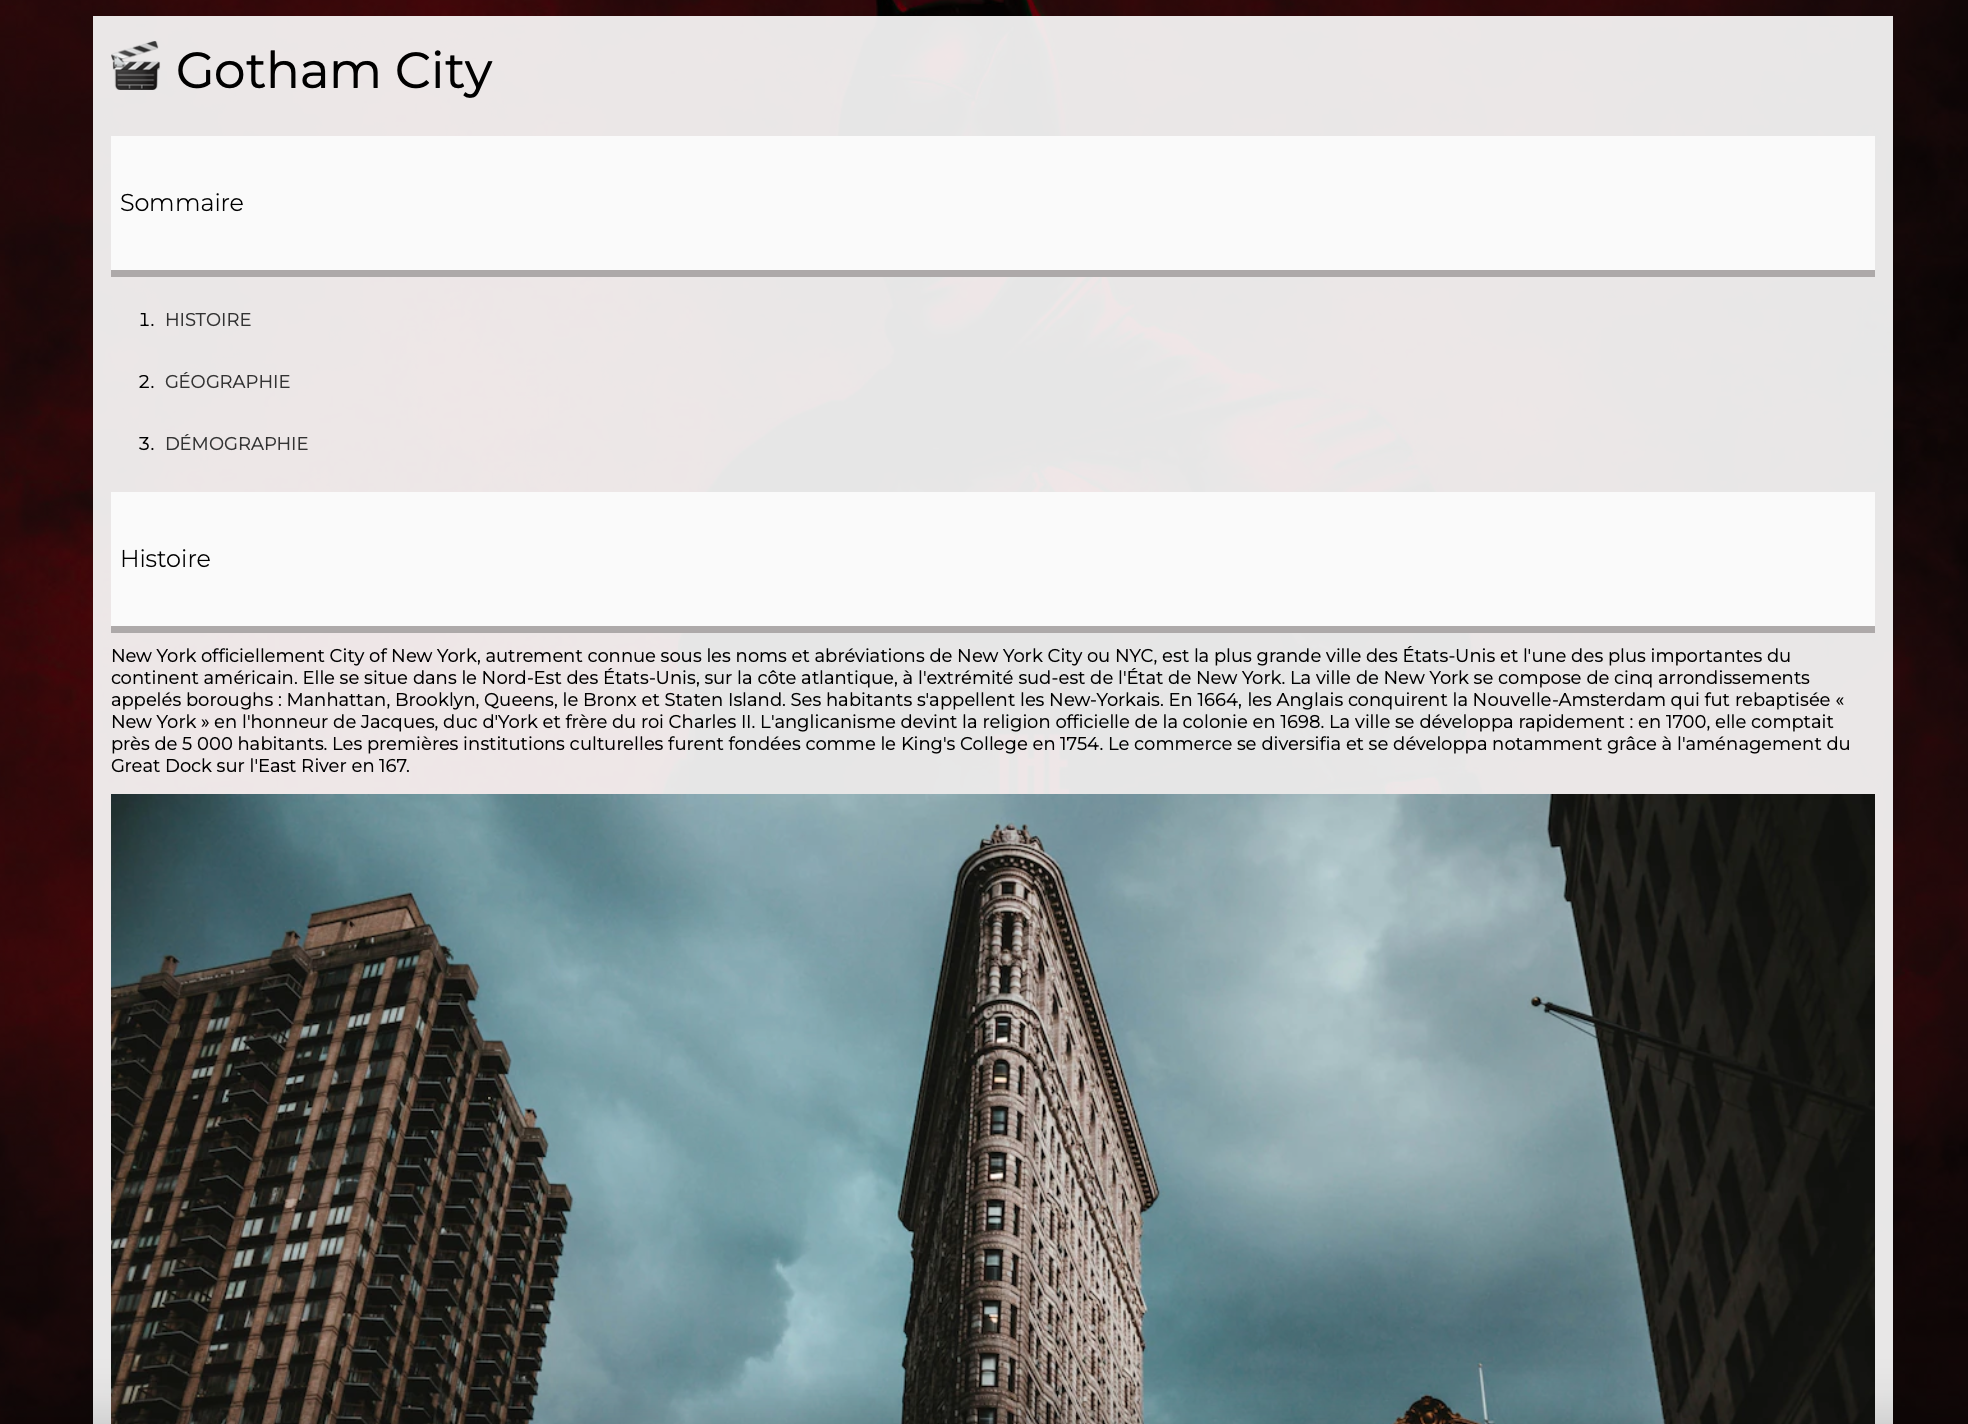 🎬 Gotham City
Sommaire
1. HISTOIRE
2. GÉOGRAPHIE
3. DÉMOGRAPHIE
Histoire
New York officiellement City of New York, autrement connue sous les noms et abréviations de New York City ou NYC, est la plus grande ville des États-Unis et l'une des plus importantes du
continent américain. Elle se situe dans le Nord-Est des États-Unis, sur la côte atlantique, à l'extrémité sud-est de l'État de New York. La ville de New York se compose de cinq arrondissements
appelés boroughs : Manhattan, Brooklyn, Queens, le Bronx et Staten Island. Ses habitants s'appellent les New-Yorkais. En 1664, les Anglais conquirent la Nouvelle-Amsterdam qui fut rebaptisée «
New York » en l'honneur de Jacques, duc d'York et frère du roi Charles II. L'anglicanisme devint la religion officielle de la colonie en 1698. La ville se développa rapidement : en 1700, elle comptait
près de 5 000 habitants. Les premières institutions culturelles furent fondées comme le King's College en 1754. Le commerce se diversifia et se développa notamment grâce à l'aménagement du
Great Dock sur l'East River en 167.